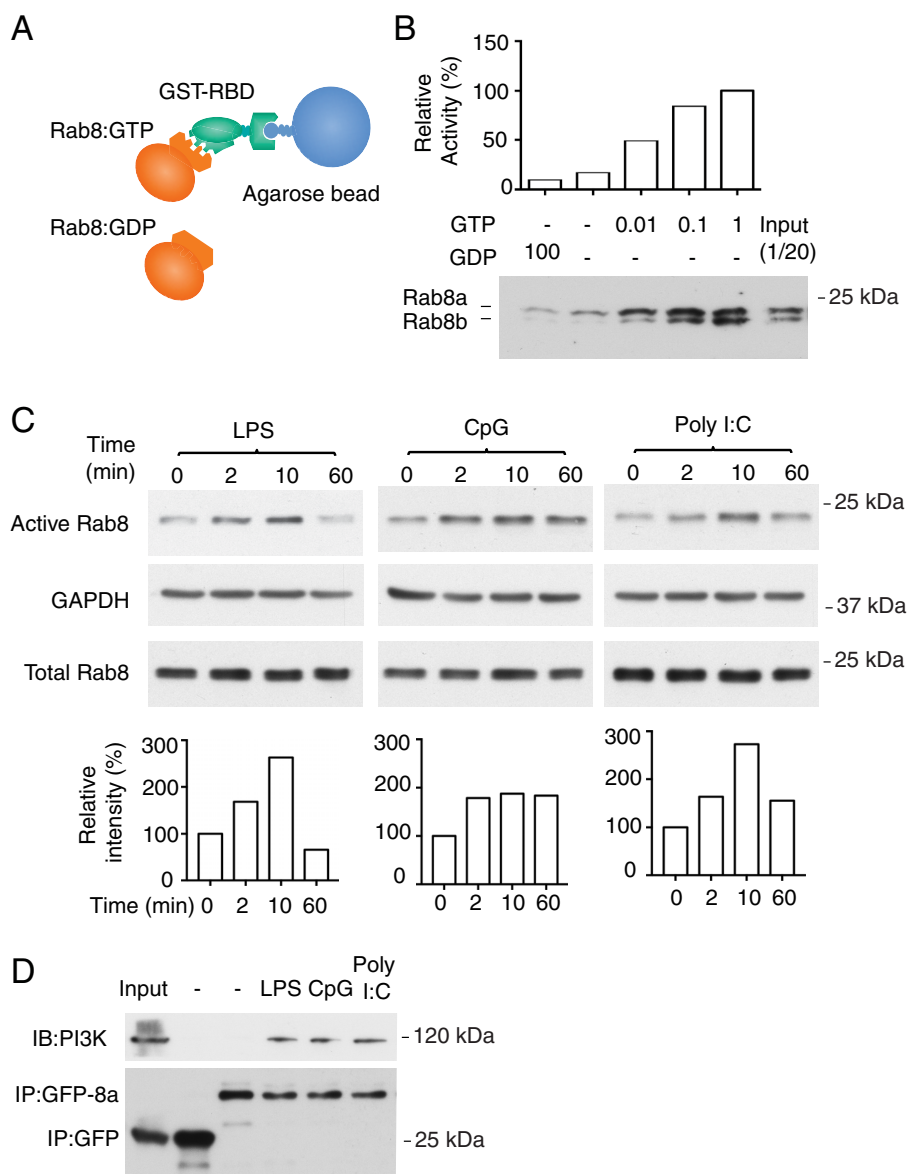 A
GST-RBD
Rab8:GTP
Agarose bead
Rab8:GDP
B
Relative
Activity (%)
150
100
50
0
GTP - - 0.01 0.1 1 Input
GDP 100 - - - - (1/20)
Rab8a
Rab8b
- 25 kDa
C
Time
(min)
LPS
0 2 10 60
CpG
0 2 10 60
Poly I:C
0 2 10 60
Active Rab8
- 25 kDa
GAPDH
- 37 kDa
Total Rab8
- 25 kDa
Relative
intensity (%)
300
200
100
0
Time (min) 0 2 10 60
300
200
100
0
0 2 10 60
300
200
100
0
0 2 10 60
D
Input - - LPS CpG Poly
I:C
IB:PI3K
- 120 kDa
IP:GFP-8a
IP:GFP
- 25 kDa